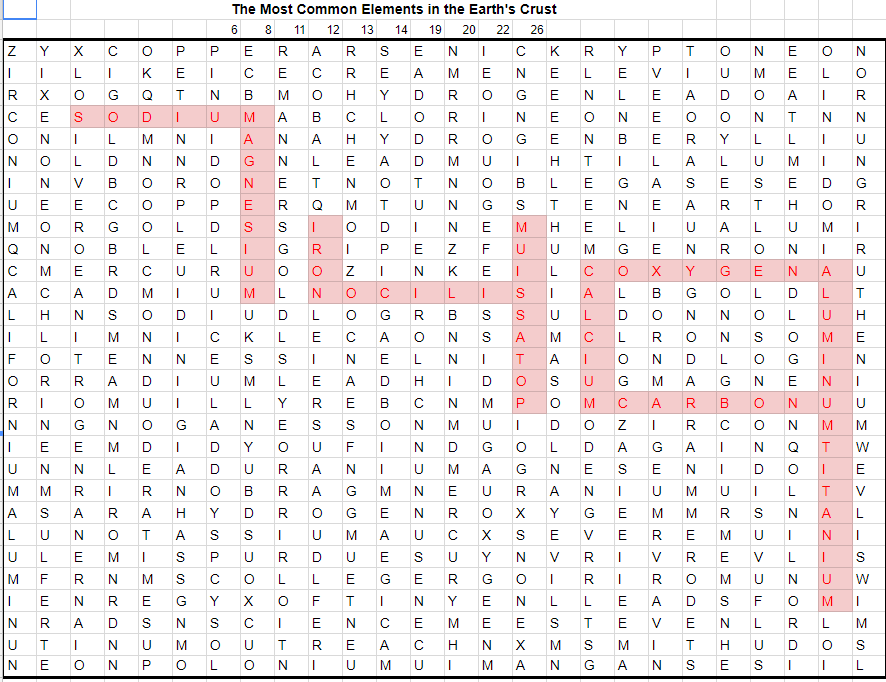 The Most Common Elements in the Earth's Crust
6 8 11 12 13 14 19 20 22 26
Z Y X C O P P E R A R S E N I C K R Y P T O N E O N
I I L I K E I C E C R E A M E N E L E V I U M E L O
R X O G Q T N B M O H Y D R O G E N L E A D O A I R
C E S O D I U M A B C L O R I N E O N E O O N T N N
O N I L M N I A N A H Y D R O G E N B E R Y L L I U
N O L D N N D G N L E A D M U I H T I L A L U M I N
I N V B O R O N E T N O T N O B L E G A S E S E D G
U E E C O P P E R Q M T U N G S T E N E A R T H O R
M O R G O L D S S I O D I N E M H E L I U A L U M I
Q N O B L E L I G R I P E Z F U U M G E N R O N I R
C M E R C U R U O O Z I N K E I L C O X Y G E N A U
A C A D M I U M L N O C I L I S I A L B G O L D L T
L H N S O D I U D L O G R B S S U L D O N N O L U H
I L I M N I C K L E C A O N S A M C L R O N S O M E
F O T E N N E S S I N E L N I T A I O N D L O G I N
O R R A D I U M L E A D H I D O S U G M A G N E N I
R I O M U I L L Y R E B C N M P O M C A R B O N U U
N N G N O G A N E S S O N M U I D O Z I R C O N M M
I E E M D I D Y O U F I N D G O L D A G A I N Q T W
U N N L E A D U R A N I U M A G N E S E N I D O I E
M M R I R N O B R A G M N E U R A N I U M U I L T V
A S A R A H Y D R O G E N R O X Y G E M M R S N A L
L U N O T A S S I U M A U C X S E V E R E M U I N I
U L E M I S P U R D U E S U Y N V R I V R E V L I S
M F R N M S C O L L E G E R G O I R I R O M U N U W
I E N R E G Y X O F T I N Y E N L L E A D S F O M I
N R A D S N S C I E N C E M E E S T E V E N L R L M
U T I N U M O U T R E A C H N X M S M I T H U D O S
N E O N P O L O N I U M U I M A N G A N S E S I I L